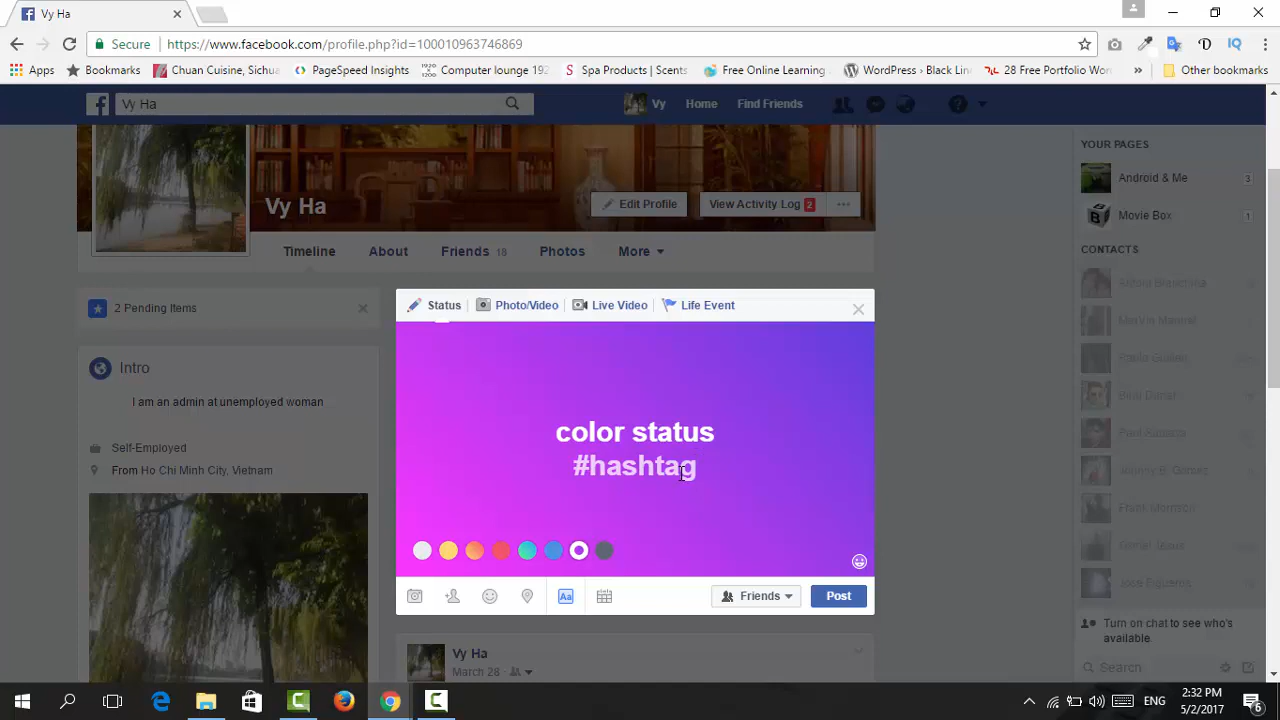 Vy Ha
Secure
https://www.facebook.com/profile.php?id=100010963746869
Apps
Bookmarks
Chuan Cuisine, Sichua
PageSpeed Insights
Computer lounge 192
Spa Products | Scents
Free Online Learning
WordPress › Black Lin
28 Free Portfolio Wor
»
Other bookmarks
Vy Ha
Vy
Home
Find Friends
YOUR PAGES
Android & Me
3
Movie Box
1
CONTACTS
Vy Ha
Edit Profile
View Activity Log 2
Timeline
About
Friends 18
Photos
More
2 Pending Items
Status
Photo/Video
Live Video
Life Event
Intro
I am an admin at unemployed woman
Self-Employed
From Ho Chi Minh City, Vietnam
color status
#hashtag
Aa
Friends
Post
Vy Ha
March 28
Turn on chat to see who's
available.
Search
ENG
2:32 PM
5/2/2017
6